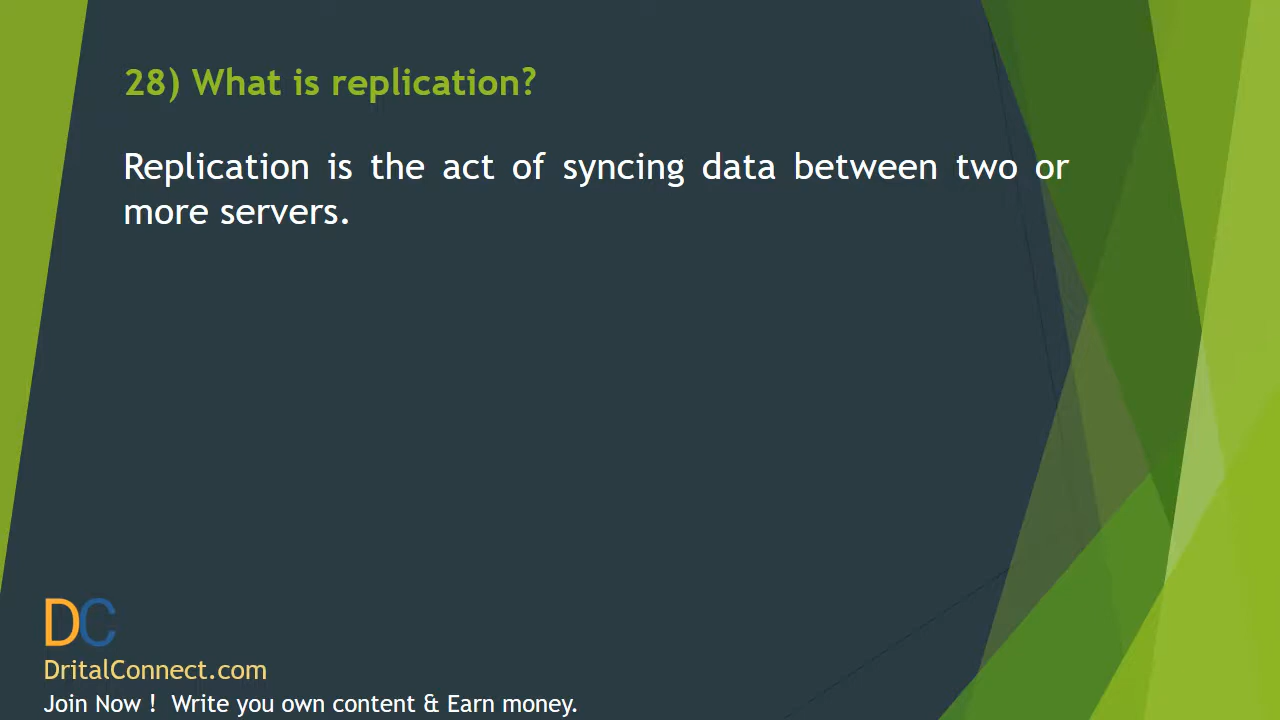 28) What is replication?
Replication is the act of syncing data between two or
more servers.
DC
DritalConnect.com
Join Now ! Write you own content & Earn money.